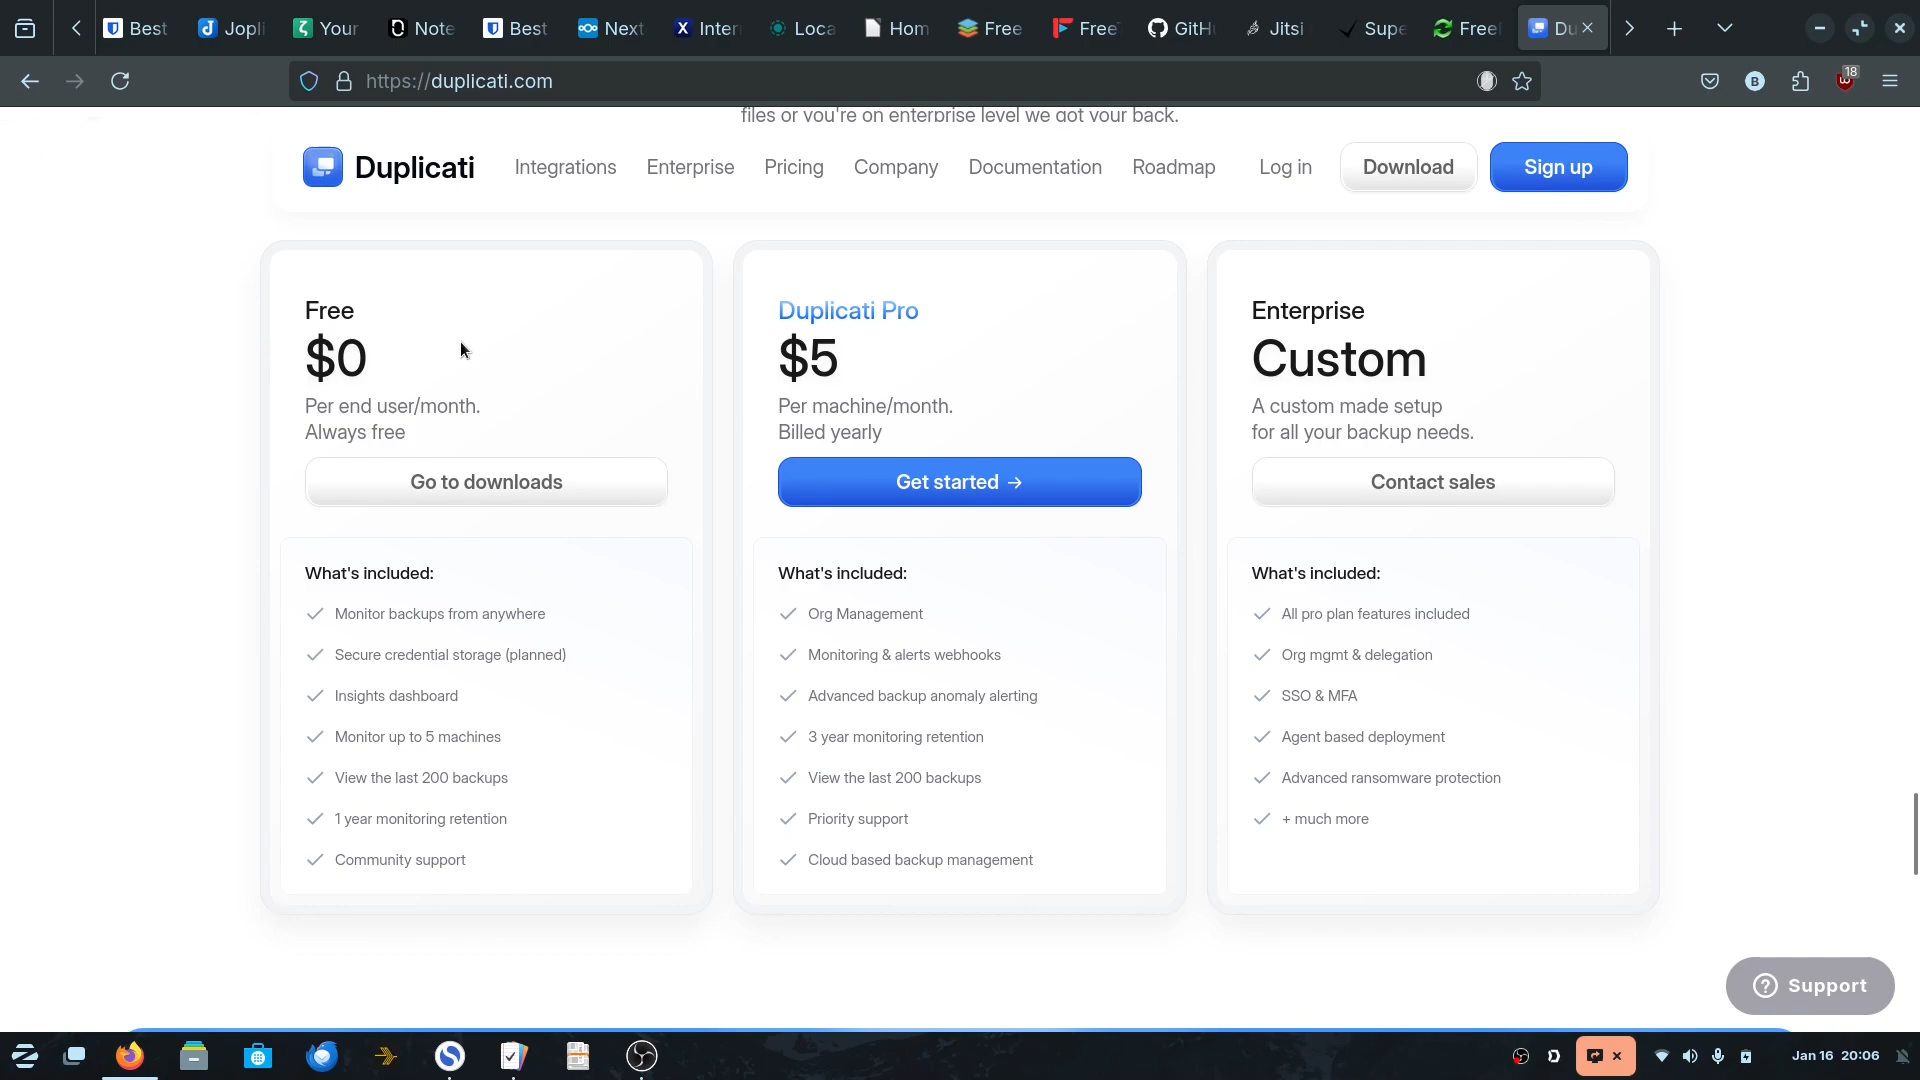 Best
Jopli
Your
Note
Best
Next
Inter
Loca
Hom
Free
Free
GitH
Jitsi
Supe
Free
Du
https://duplicati.com
B
18
files or you're on enterprise level we got your back.
Duplicati
Integrations
Enterprise
Pricing
Company
Documentation
Roadmap
Log in
Download
Sign up
Free
$0
Per end user/month.
Always free
Go to downloads
What's included:
Monitor backups from anywhere
Secure credential storage (planned)
Insights dashboard
Monitor up to 5 machines
View the last 200 backups
1 year monitoring retention
Community support
Duplicati Pro
$5
Per machine/month.
Billed yearly
Get started →
What's included:
Org Management
Monitoring & alerts webhooks
Advanced backup anomaly alerting
3 year monitoring retention
View the last 200 backups
Priority support
Cloud based backup management
Enterprise
Custom
A custom made setup
for all your backup needs.
Contact sales
What's included:
All pro plan features included
Org mgmt & delegation
SSO & MFA
Agent based deployment
Advanced ransomware protection
+ much more
Support
Jan 16 20:06